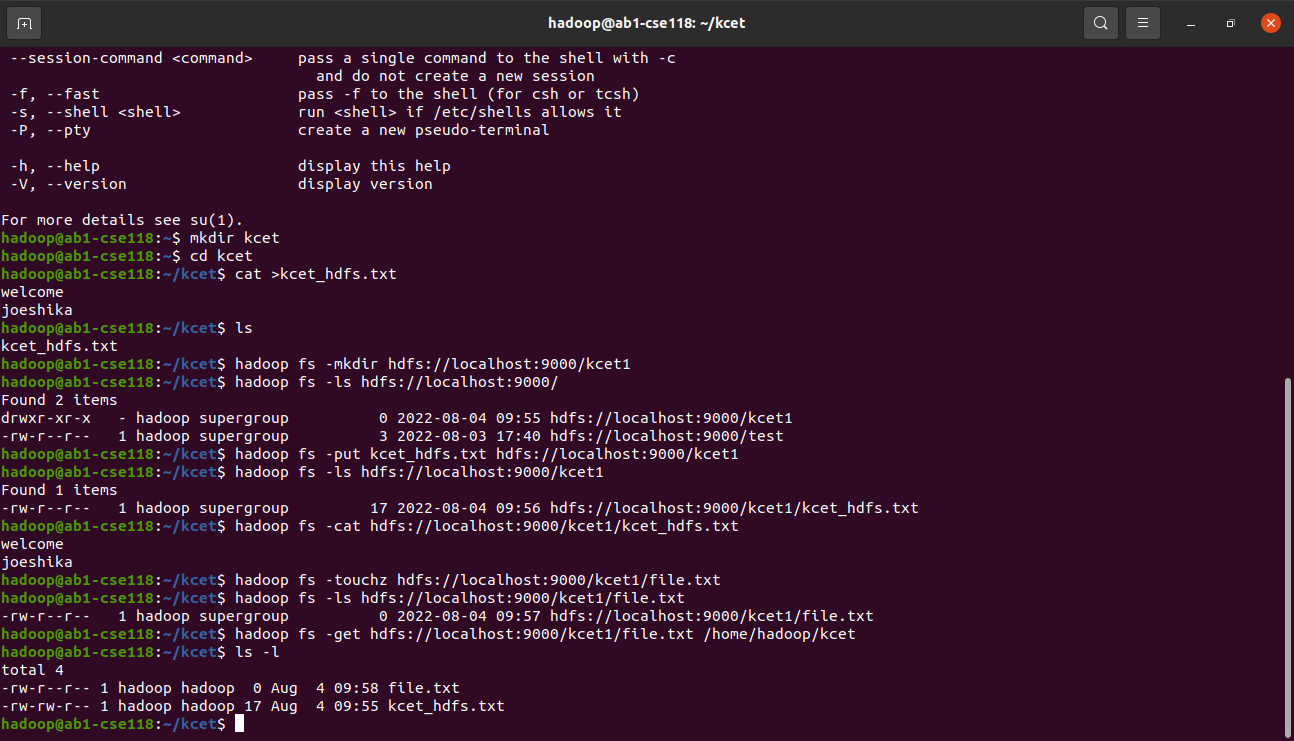 hadoop@ab1-cse118: ~/kcet
--session-command <command>     pass a single command to the shell with -c
                                  and do not create a new session
-f, --fast                      pass -f to the shell (for csh or tcsh)
-s, --shell <shell>             run <shell> if /etc/shells allows it
-P, --pty                       create a new pseudo-terminal
-h, --help                      display this help
-V, --version                   display version
For more details see su(1).
hadoop@ab1-cse118:~$ mkdir kcet
hadoop@ab1-cse118:~$ cd kcet
hadoop@ab1-cse118:~/kcet$ cat >kcet_hdfs.txt
welcome
joeshika
hadoop@ab1-cse118:~/kcet$ ls
kcet_hdfs.txt
hadoop@ab1-cse118:~/kcet$ hadoop fs -mkdir hdfs://localhost:9000/kcet1
hadoop@ab1-cse118:~/kcet$ hadoop fs -ls hdfs://localhost:9000/
Found 2 items
drwxr-xr-x   - hadoop supergroup          0 2022-08-04 09:55 hdfs://localhost:9000/kcet1
-rw-r--r--   1 hadoop supergroup          3 2022-08-03 17:40 hdfs://localhost:9000/test
hadoop@ab1-cse118:~/kcet$ hadoop fs -put kcet_hdfs.txt hdfs://localhost:9000/kcet1
hadoop@ab1-cse118:~/kcet$ hadoop fs -ls hdfs://localhost:9000/kcet1
Found 1 items
-rw-r--r--   1 hadoop supergroup         17 2022-08-04 09:56 hdfs://localhost:9000/kcet1/kcet_hdfs.txt
hadoop@ab1-cse118:~/kcet$ hadoop fs -cat hdfs://localhost:9000/kcet1/kcet_hdfs.txt
welcome
joeshika
hadoop@ab1-cse118:~/kcet$ hadoop fs -touchz hdfs://localhost:9000/kcet1/file.txt
hadoop@ab1-cse118:~/kcet$ hadoop fs -ls hdfs://localhost:9000/kcet1/file.txt
-rw-r--r--   1 hadoop supergroup          0 2022-08-04 09:57 hdfs://localhost:9000/kcet1/file.txt
hadoop@ab1-cse118:~/kcet$ hadoop fs -get hdfs://localhost:9000/kcet1/file.txt /home/hadoop/kcet
hadoop@ab1-cse118:~/kcet$ ls -l
total 4
-rw-r--r-- 1 hadoop hadoop  0 Aug  4 09:58 file.txt
-rw-rw-r-- 1 hadoop hadoop 17 Aug  4 09:55 kcet_hdfs.txt
hadoop@ab1-cse118:~/kcet$